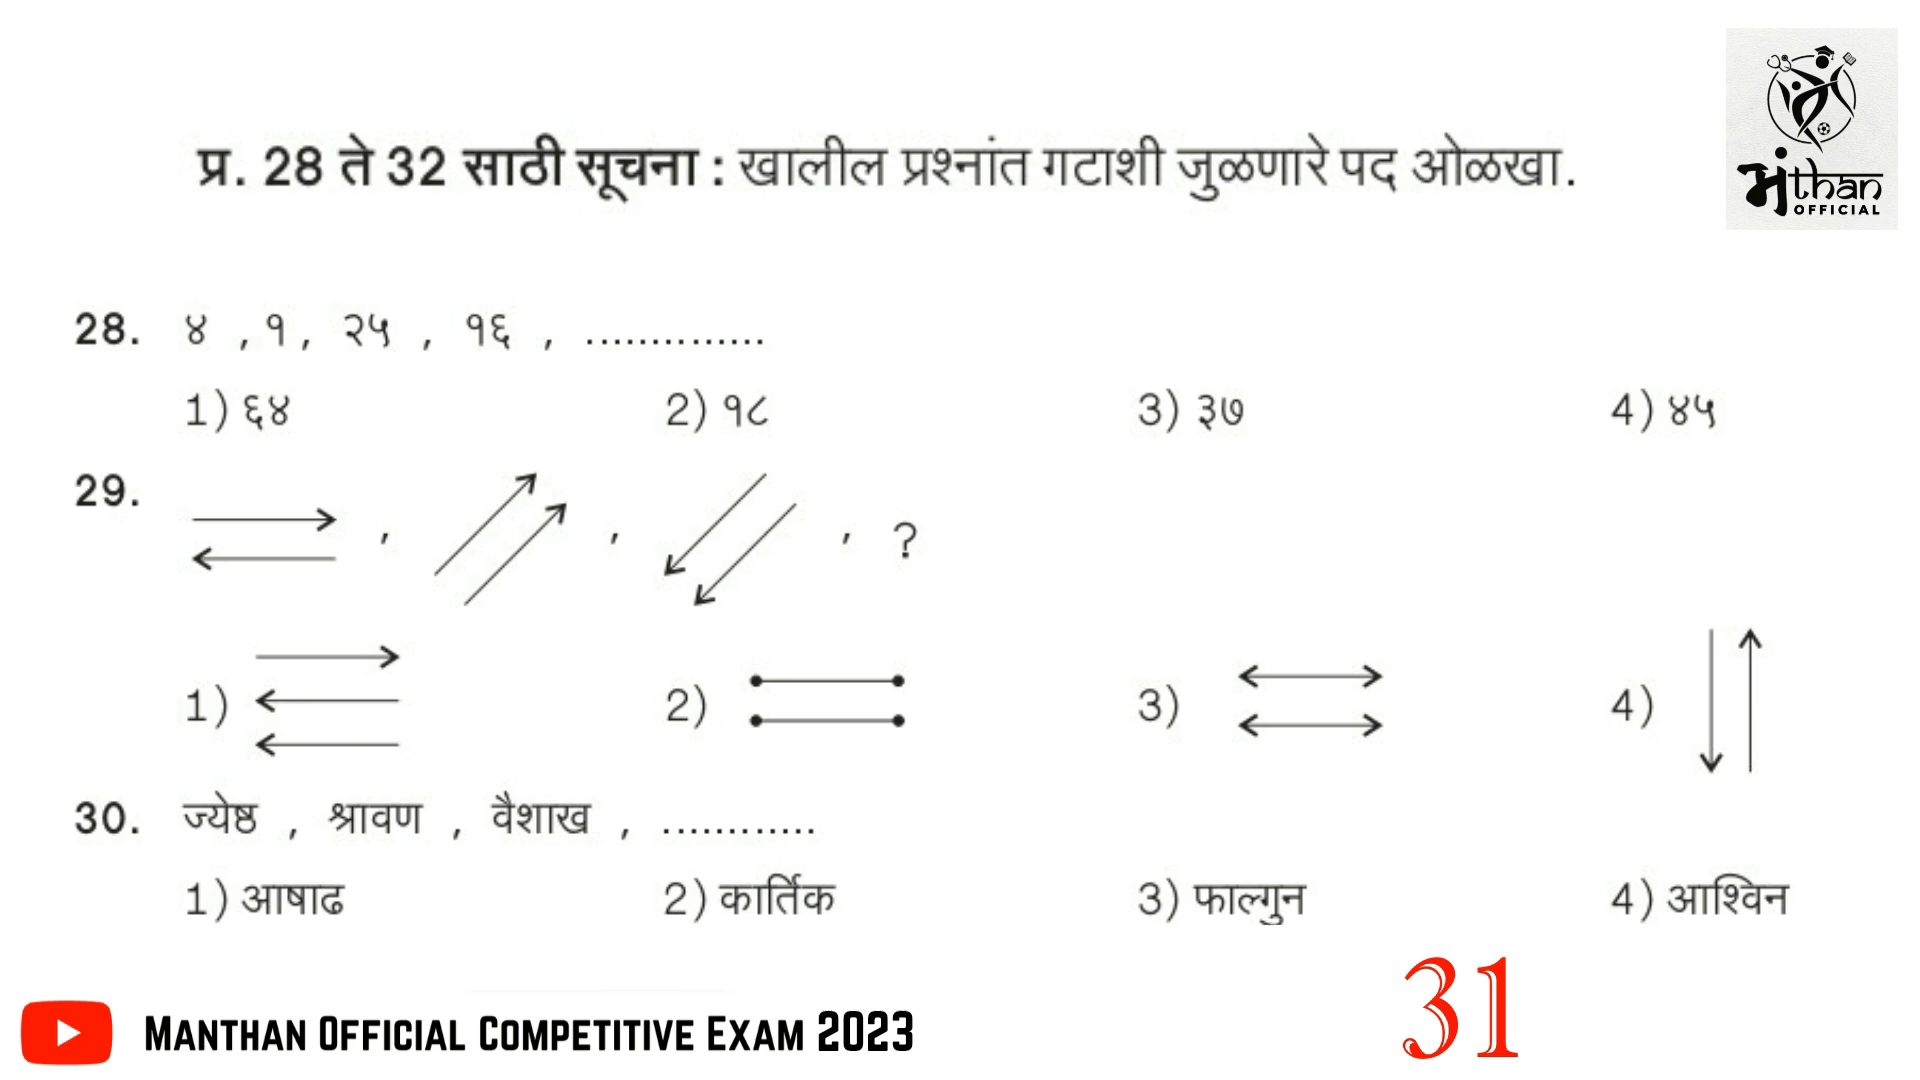 मंthan
OFFICIAL
प्र. 28 ते 32 साठी सूचना : खालील प्रश्नांत गटाशी जुळणारे पद ओळखा.
28. ४ , १ , २५ , १६ , ..............
1) ६४ 2) १८ 3) ३७ 4) ४५
29. , , , ?
1) 2) 3) 4)
30. ज्येष्ठ , श्रावण , वैशाख , ............
1) आषाढ 2) कार्तिक 3) फाल्गुन 4) आश्विन
31
MANTHAN OFFICIAL COMPETITIVE EXAM 2023